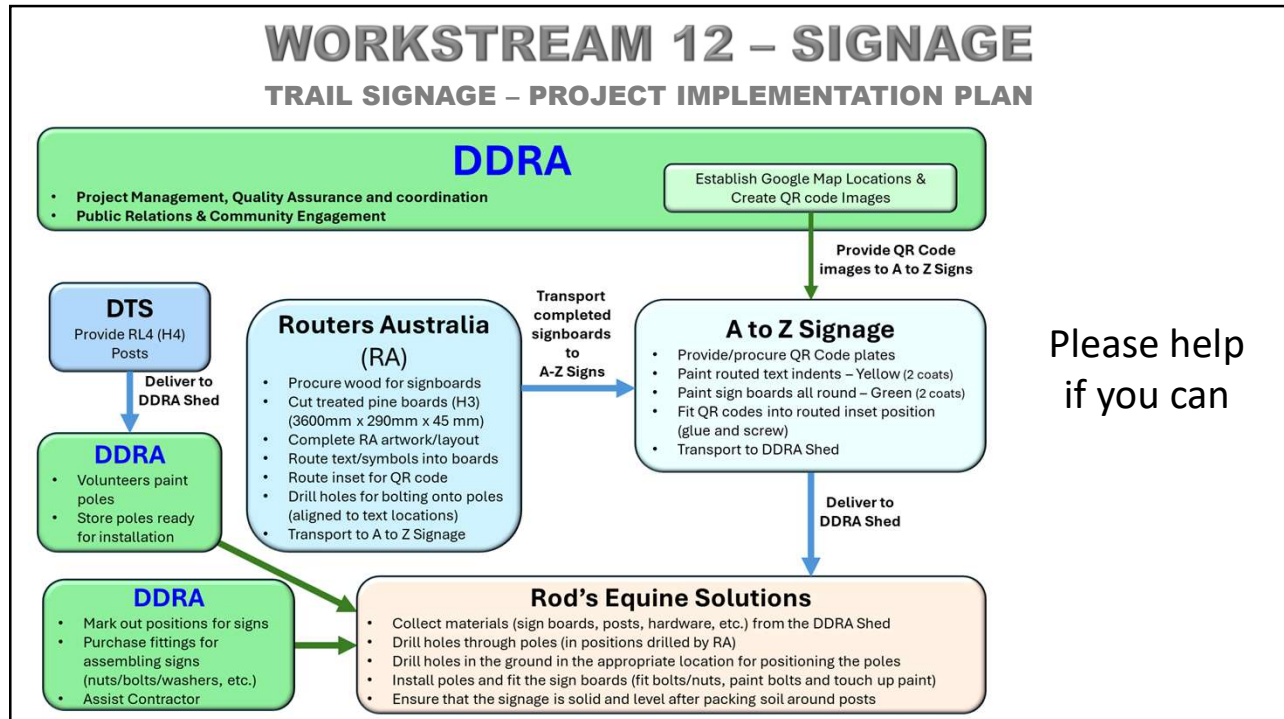 WORKSTREAM 12 – SIGNAGE
TRAIL SIGNAGE – PROJECT IMPLEMENTATION PLAN
DDRA
• Project Management, Quality Assurance and coordination
• Public Relations & Community Engagement
Establish Google Map Locations &
Create QR code Images
Provide QR Code
images to A to Z Signs
DTS
Provide RL4 (H4)
Posts
Deliver to
DDRA Shed
DDRA
• Volunteers paint
poles
• Store poles ready
for installation
Routers Australia
(RA)
• Procure wood for signboards
• Cut treated pine boards (H3)
(3600mm x 290mm x 45 mm)
• Complete RA artwork/layout
• Route text/symbols into boards
• Route inset for QR code
• Drill holes for bolting onto poles
(aligned to text locations)
• Transport to A to Z Signage
Transport
completed
signboards
to
A-Z Signs
A to Z Signage
• Provide/procure QR Code plates
• Paint routed text indents – Yellow (2 coats)
• Paint sign boards all round – Green (2 coats)
• Fit QR codes into routed inset position
(glue and screw)
• Transport to DDRA Shed
Deliver to
DDRA Shed
Please help
if you can
DDRA
• Mark out positions for signs
• Purchase fittings for
assembling signs
(nuts/bolts/washers, etc.)
• Assist Contractor
Rod's Equine Solutions
• Collect materials (sign boards, posts, hardware, etc.) from the DDRA Shed
• Drill holes through poles (in positions drilled by RA)
• Drill holes in the ground in the appropriate location for positioning the poles
• Install poles and fit the sign boards (fit bolts/nuts, paint bolts and touch up paint)
• Ensure that the signage is solid and level after packing soil around posts